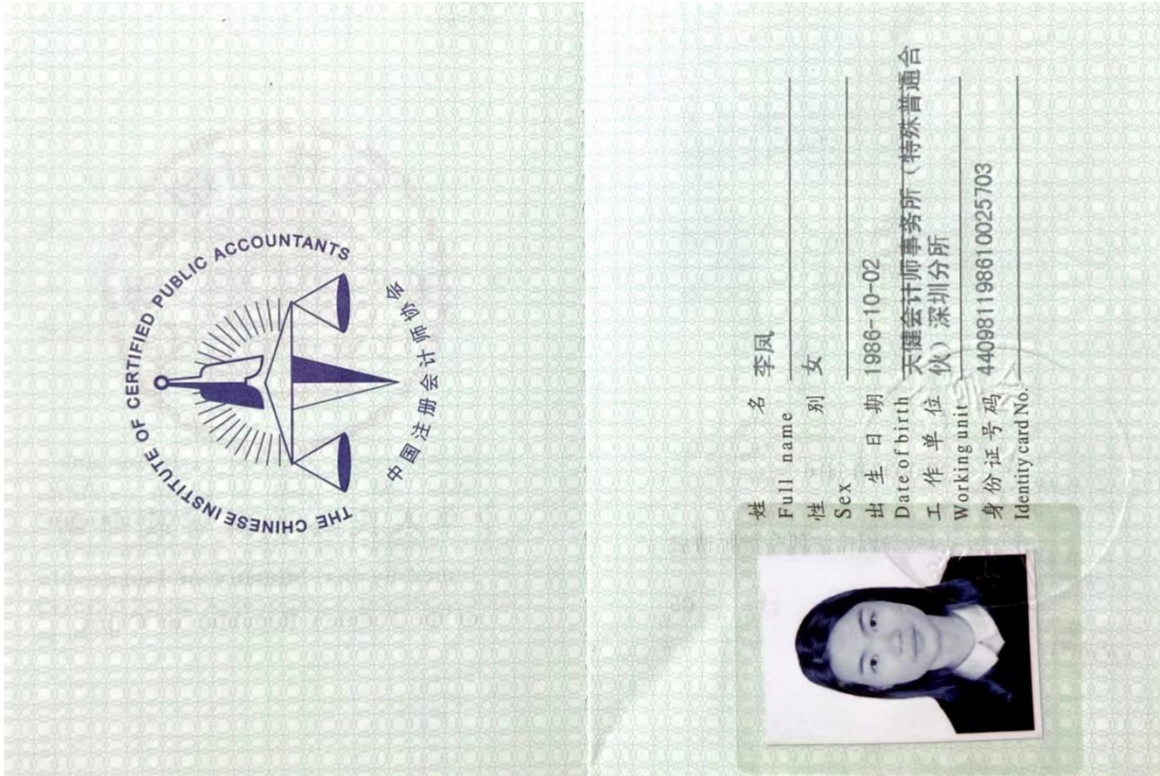 THE CHINESE INSTITUTE OF CERTIFIED PUBLIC ACCOUNTANTS
中国注册会计师协会
姓名 李凤
Full name
性别 女
Sex
出生日期 1986-10-02
Date of birth
工作单位 天健会计师事务所（特殊普通合
Working unit 伙）深圳分所
身份证号码 440981198610025703
Identity card No.